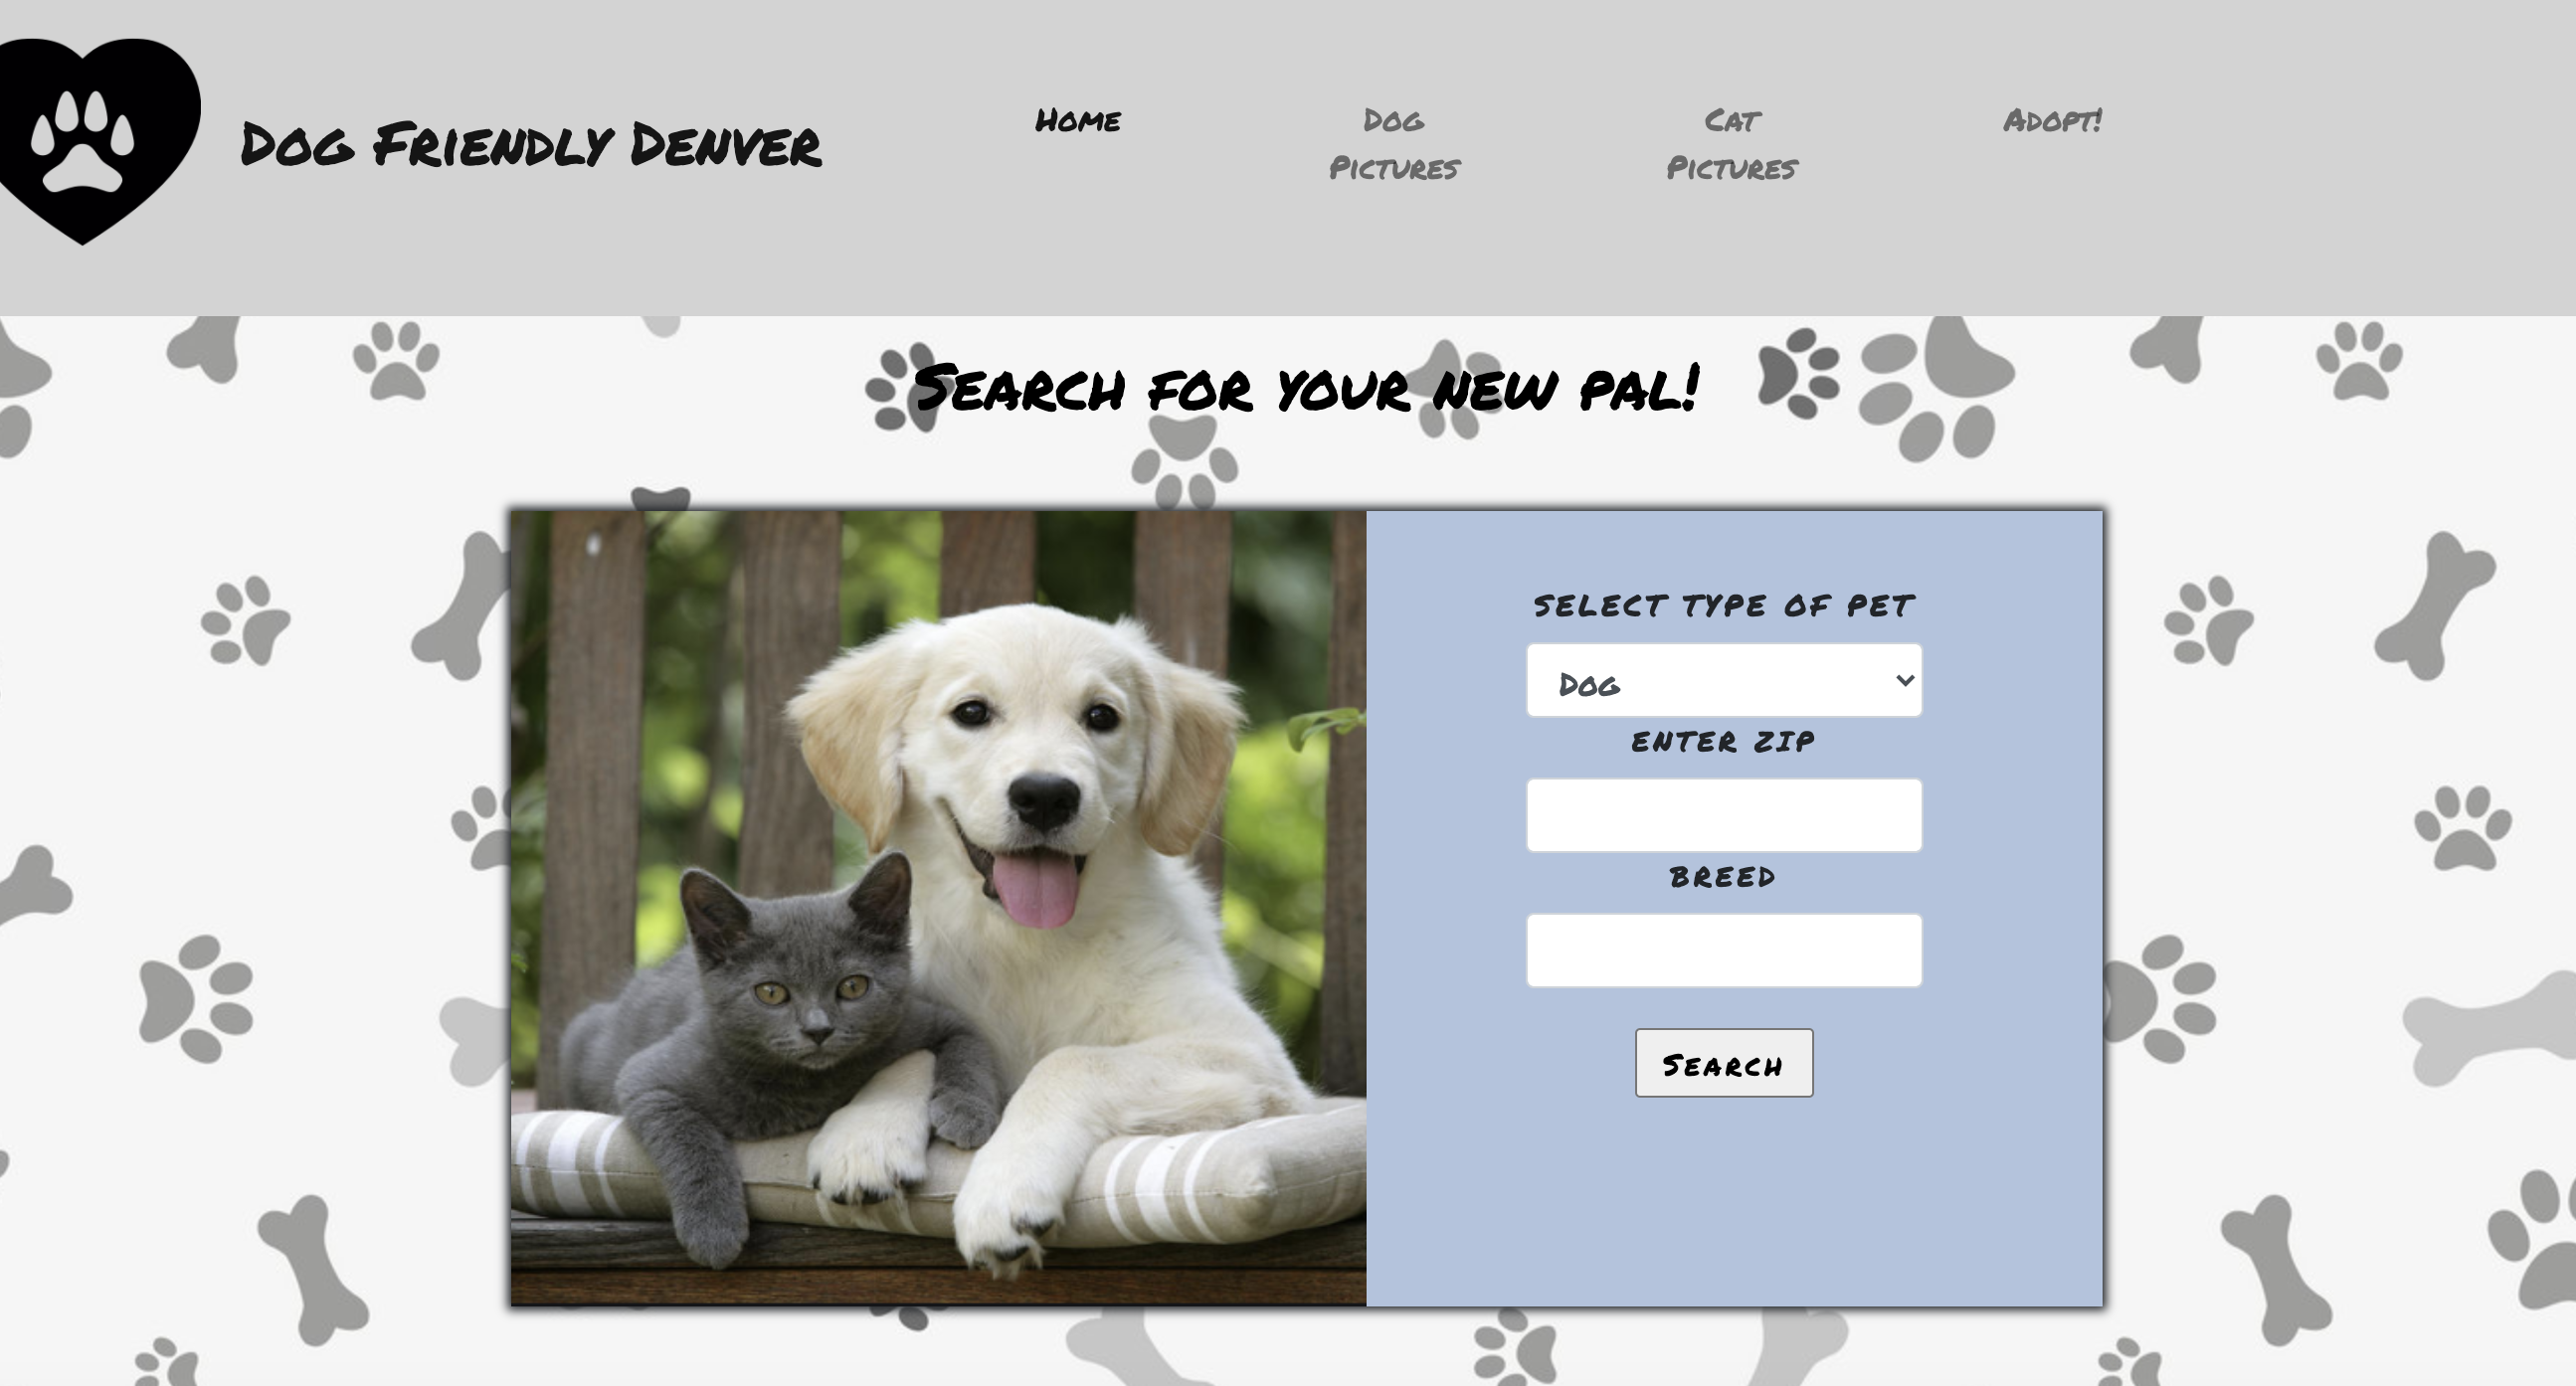 Dog Friendly Denver
Home
Dog
Pictures
Cat
Pictures
Adopt!
Search for your new pal!
SELECT TYPE OF PET
Dog
ENTER ZIP
BREED
Search